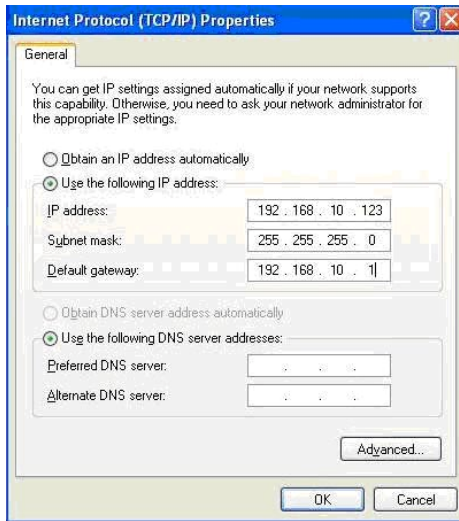 Internet Protocol (TCP/IP) Properties
General
You can get IP settings assigned automatically if your network supports
this capability. Otherwise, you need to ask your network administrator for
the appropriate IP settings.
Obtain an IP address automatically
Use the following IP address:
IP address: 192 . 168 . 10 . 123
Subnet mask: 255 . 255 . 255 . 0
Default gateway: 192 . 168 . 10 . 1
Obtain DNS server address automatically
Use the following DNS server addresses:
Preferred DNS server: . . .
Alternate DNS server: . . .
Advanced...
OK Cancel